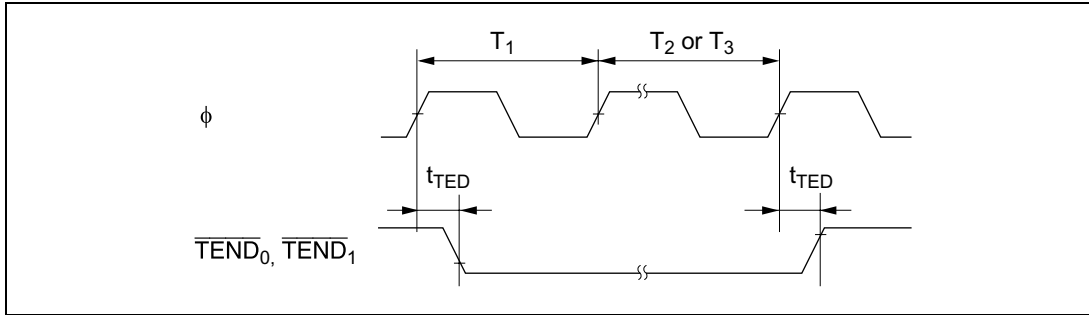 T1
T2 or T3
ϕ
tTED
tTED
TEND0, TEND1